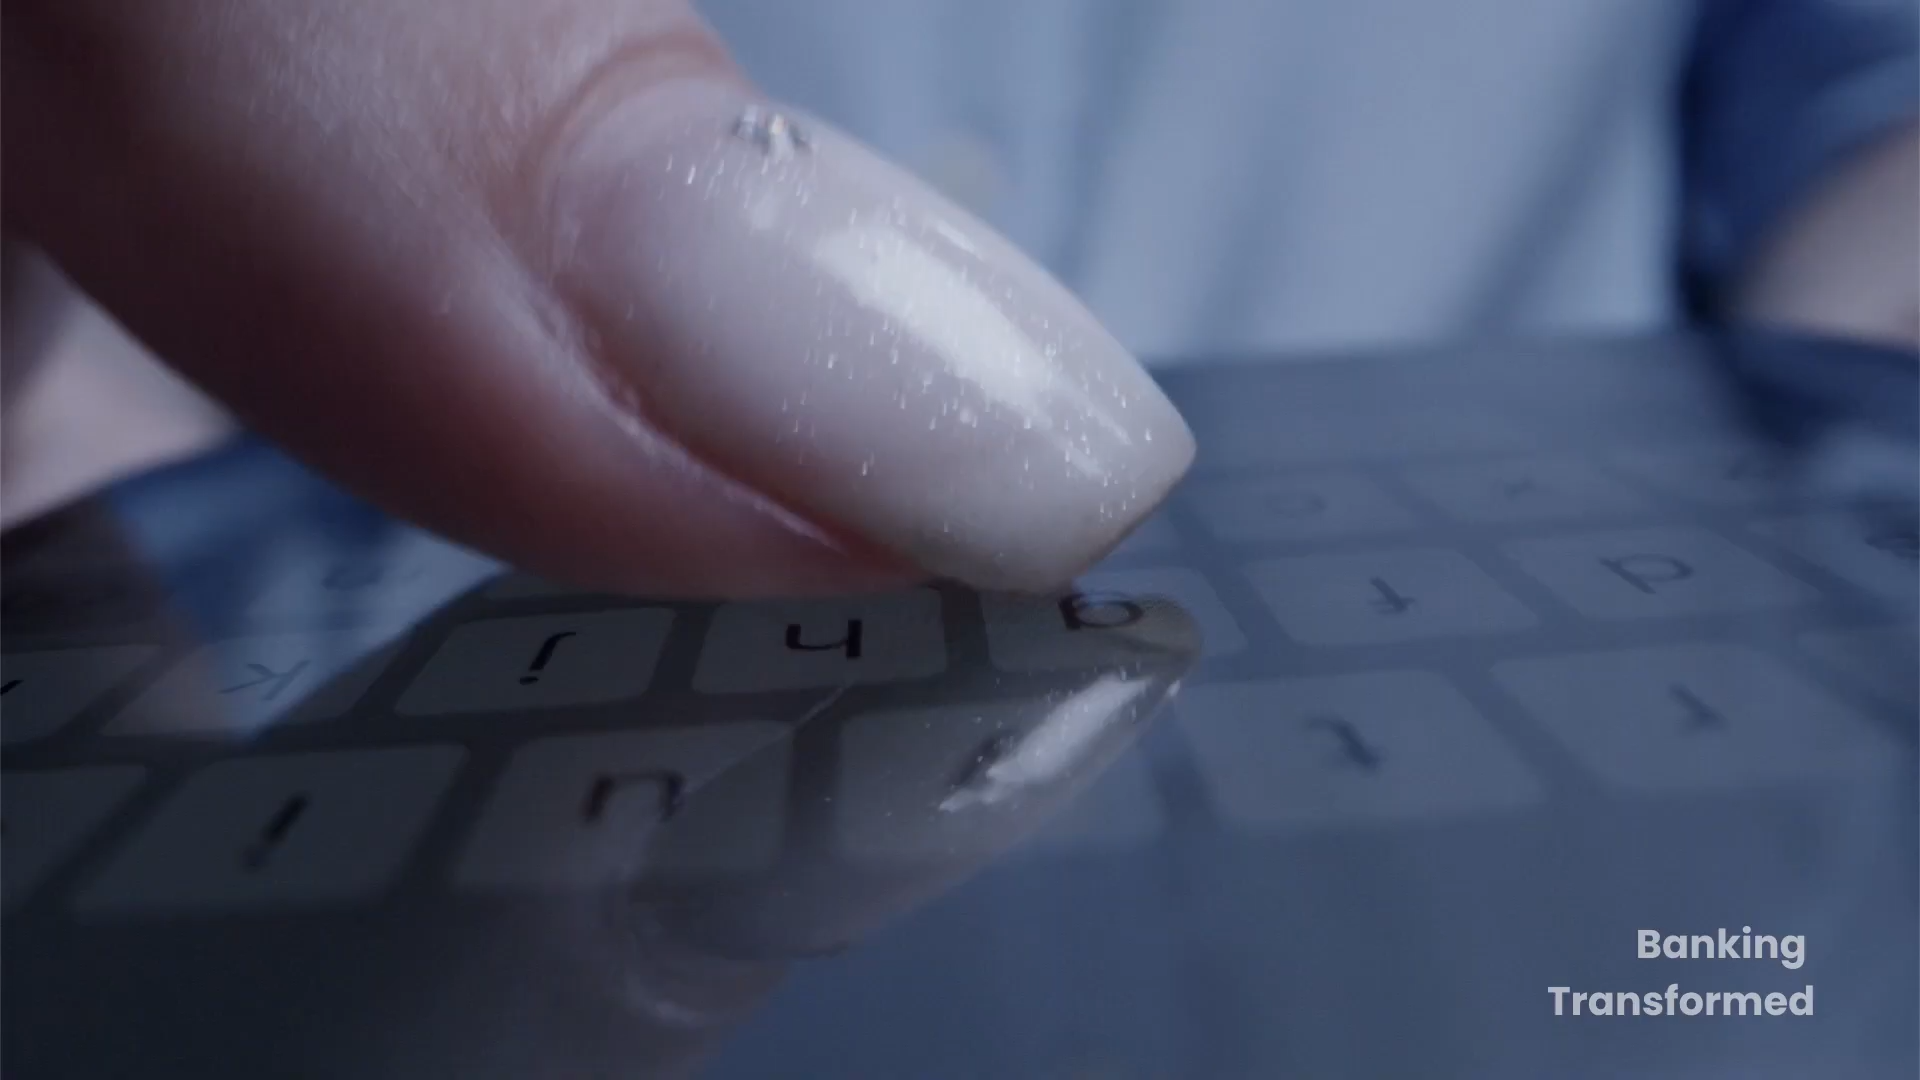 c x
k j h g f d
i u t r
Banking
Transformed